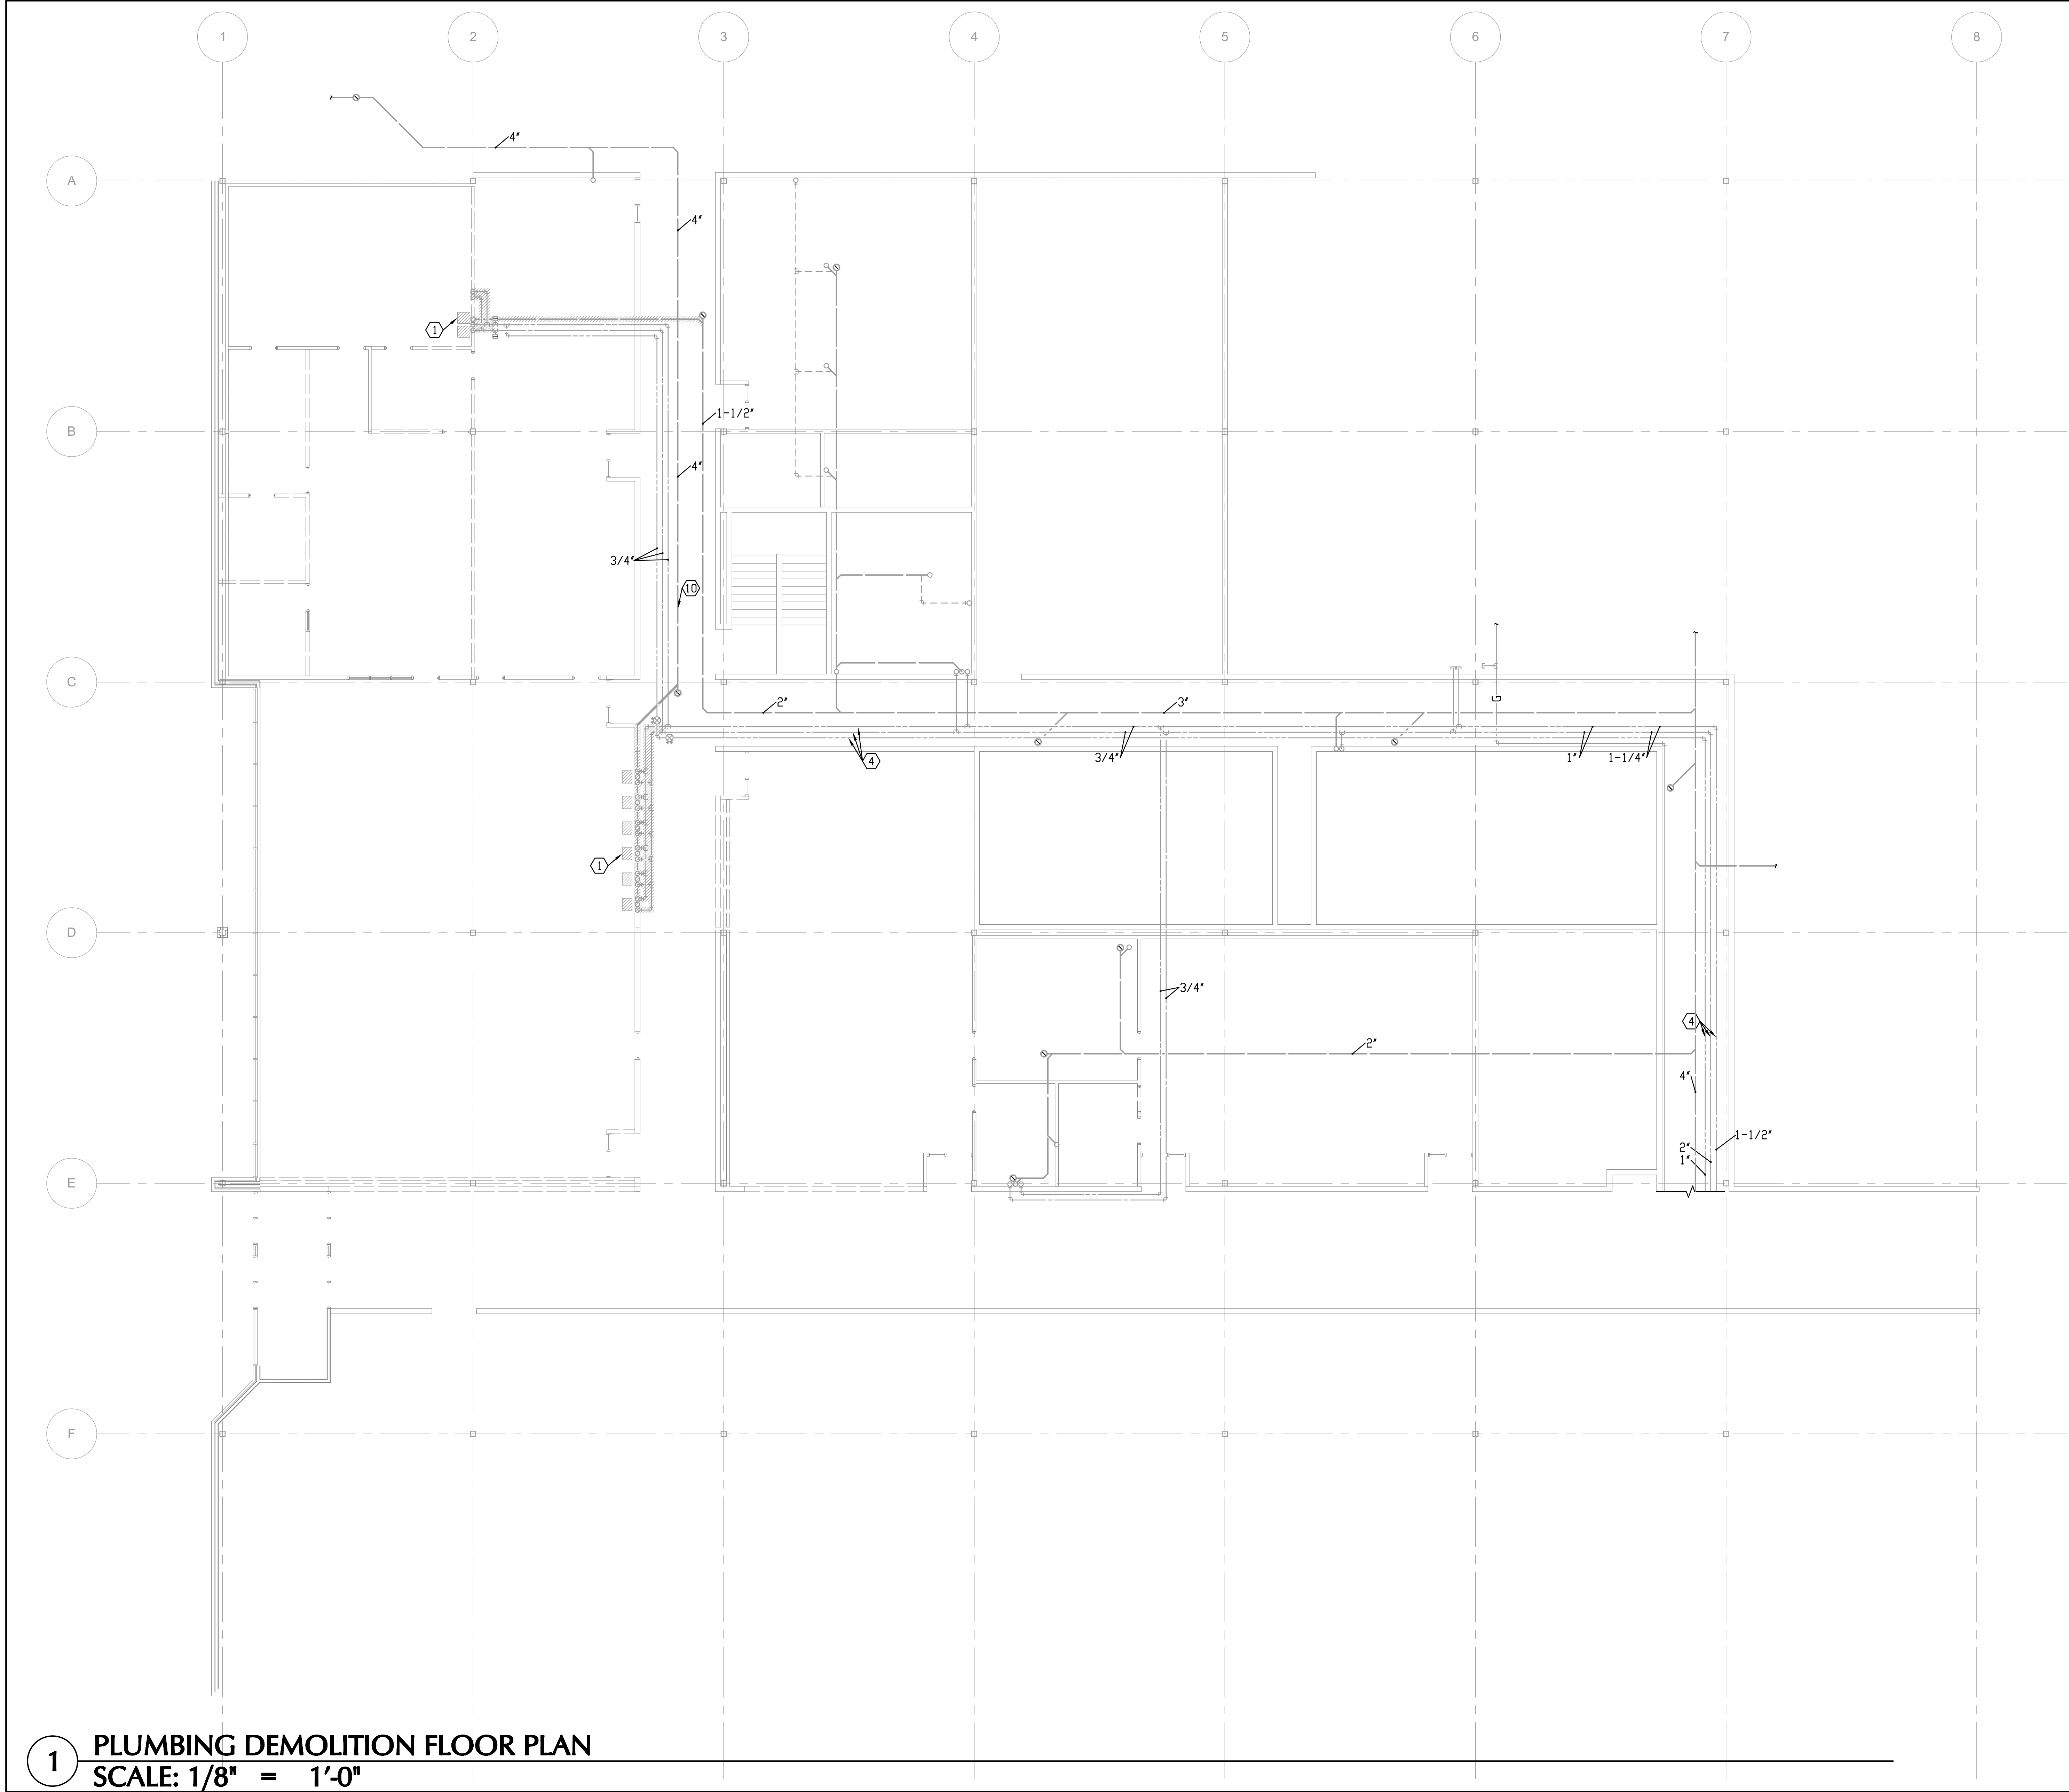 1 2 3 4 5 6 7 8
4"
A
4"
1
1-1/2"
B
4"
3/4"
10
C
G
2" 3"
4 3/4" 1" 1-1/4"
1
D
3/4"
4
2"
4"
1-1/2"
2"
1"
E
F
1 PLUMBING DEMOLITION FLOOR PLAN
SCALE: 1/8" = 1'-0"